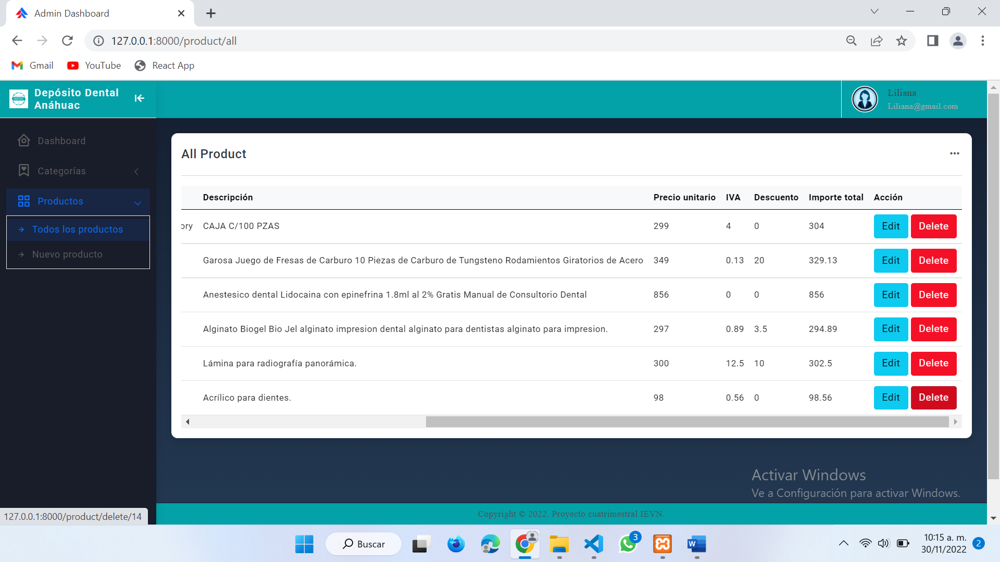 Admin Dashboard
127.0.0.1:8000/product/all
Gmail YouTube React App
Depósito Dental
Anáhuac
Liliana
Liliana@gmail.com
Dashboard
Categorías
Productos
Todos los productos
Nuevo producto
All Product
Descripción Precio unitario IVA Descuento Importe total Acción
ory CAJA C/100 PZAS 299 4 0 304 Edit Delete
Garosa Juego de Fresas de Carburo 10 Piezas de Carburo de Tungsteno Rodamientos Giratorios de Acero 349 0.13 20 329.13 Edit Delete
Anestesico dental Lidocaina con epinefrina 1.8ml al 2% Gratis Manual de Consultorio Dental 856 0 0 856 Edit Delete
Alginato Biogel Bio Jel alginato impresion dental alginato para dentistas alginato para impresion. 297 0.89 3.5 294.89 Edit Delete
Lámina para radiografía panorámica. 300 12.5 10 302.5 Edit Delete
Acrílico para dientes. 98 0.56 0 98.56 Edit Delete
Activar Windows
Ve a Configuración para activar Windows.
127.0.0.1:8000/product/delete/14
Copyright © 2022. Proyecto cuatrimestral IEVN.
Buscar
3
10:15 a. m.
30/11/2022
2